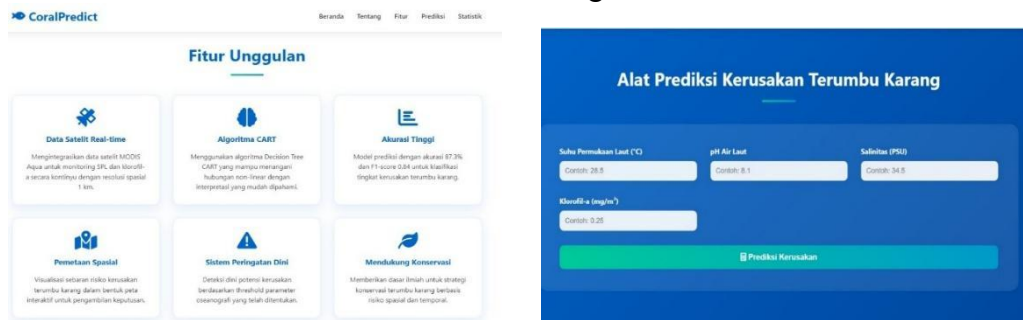 CoralPredict
Beranda Tentang Fitur Prediksi Statistik
Fitur Unggulan
Data Satelit Real-time
Mengintegrasikan data satelit MODIS
Aqua untuk monitoring SPL dan klorofil-
a secara kontinyu dengan resolusi spasial
1 km.
Algoritma CART
Menggunakan algoritma Decision Tree
CART yang mampu menangani
hubungan non-linear dengan
interpretasi yang mudah dipahami.
Akurasi Tinggi
Model prediksi dengan akurasi 87.3%
dan F1-score 0.84 untuk klasifikasi
tingkat kerusakan terumbu karang.
Pemetaan Spasial
Visualisasi sebaran risiko kerusakan
terumbu karang dalam bentuk peta
interaktif untuk pengambilan keputusan.
Sistem Peringatan Dini
Deteksi dini potensi kerusakan
berdasarkan threshold parameter
oseanografi yang telah ditentukan.
Mendukung Konservasi
Memberikan dasar ilmiah untuk strategi
konservasi terumbu karang berbasis
risiko spasial dan temporal.
Alat Prediksi Kerusakan Terumbu Karang
Suhu Permukaan Laut (°C) pH Air Laut Salinitas (PSU)
Contoh: 28.5 Contoh: 8.1 Contoh: 34.5
Klorofil-a (mg/m³)
Contoh: 0.25
Prediksi Kerusakan